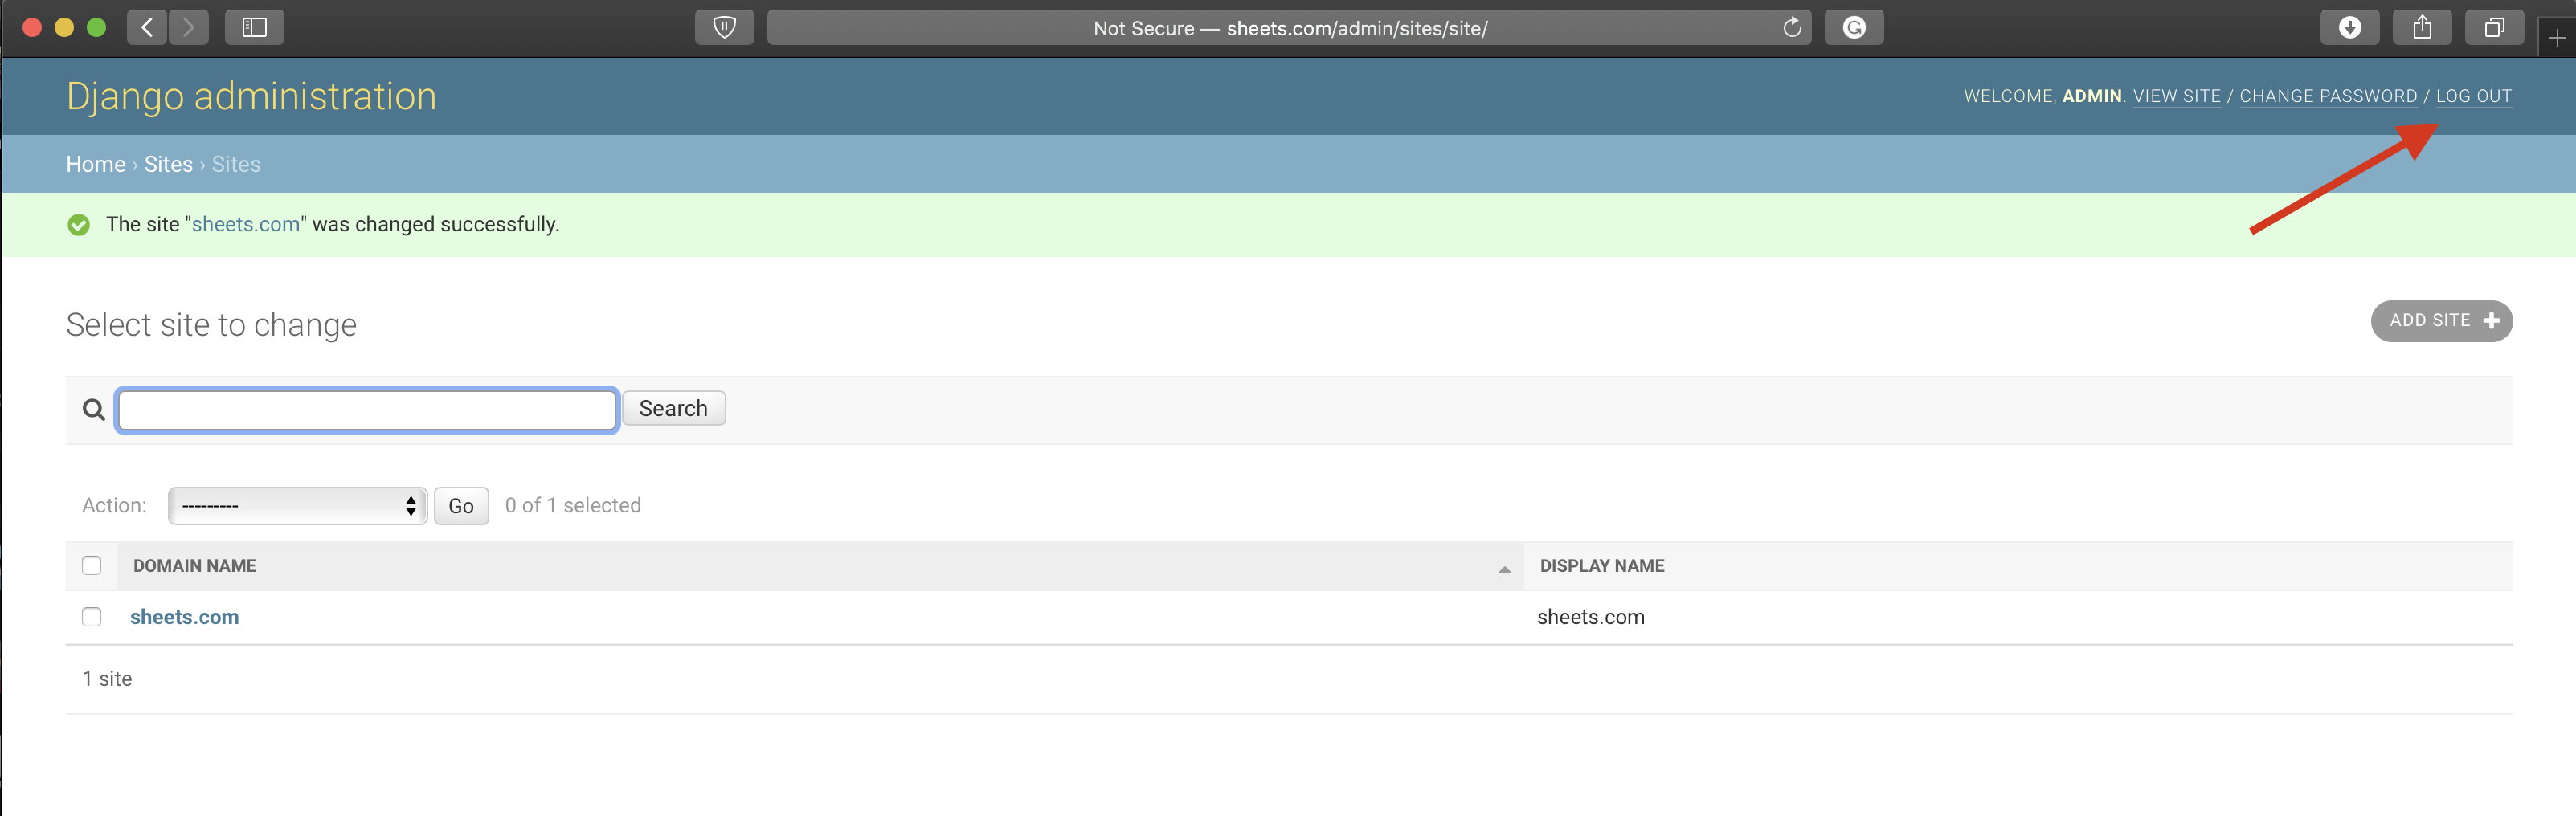 Not Secure — sheets.com/admin/sites/site/
Django administration
WELCOME, ADMIN. VIEW SITE / CHANGE PASSWORD / LOG OUT
Home › Sites › Sites
The site "sheets.com" was changed successfully.
Select site to change
ADD SITE
Search
Action: --------- Go 0 of 1 selected
DOMAIN NAME DISPLAY NAME
sheets.com sheets.com
1 site